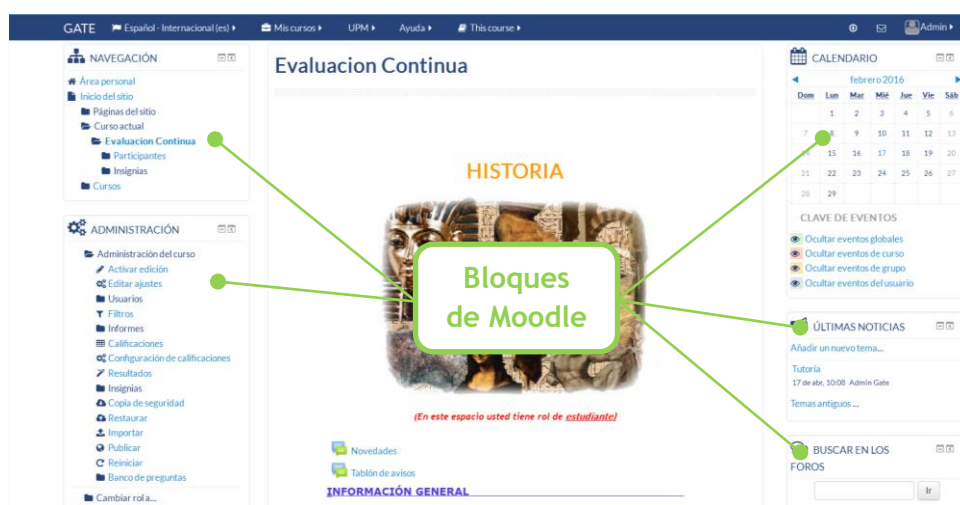 GATE Español - Internacional (es) Mis cursos UPM Ayuda This course Admin
NAVEGACIÓN
Área personal
Inicio del sitio
Páginas del sitio
Curso actual
Evaluacion Continua
Participantes
Insignias
Cursos
ADMINISTRACIÓN
Administración del curso
Activar edición
Editar ajustes
Usuarios
Filtros
Informes
Calificaciones
Configuración de calificaciones
Resultados
Insignias
Copia de seguridad
Restaurar
Importar
Publicar
Reiniciar
Banco de preguntas
Cambiar rol a...
Evaluacion Continua
HISTORIA
Bloques
de Moodle
(En este espacio usted tiene rol de estudiante)
Novedades
Tablón de avisos
INFORMACIÓN GENERAL
CALENDARIO
febrero 2016
Dom Lun Mar Mié Jue Vie Sáb
1 2 3 4 5 6
7 8 9 10 11 12 13
15 16 17 18 19 20
21 22 23 24 25 26 27
28 29
CLAVE DE EVENTOS
Ocultar eventos globales
Ocultar eventos de curso
Ocultar eventos de grupo
Ocultar eventos del usuario
ÚLTIMAS NOTICIAS
Añadir un nuevo tema...
Tutoría
17 de abr, 10:08 Admin Gate
Temas antiguos ...
BUSCAR EN LOS
FOROS
Ir